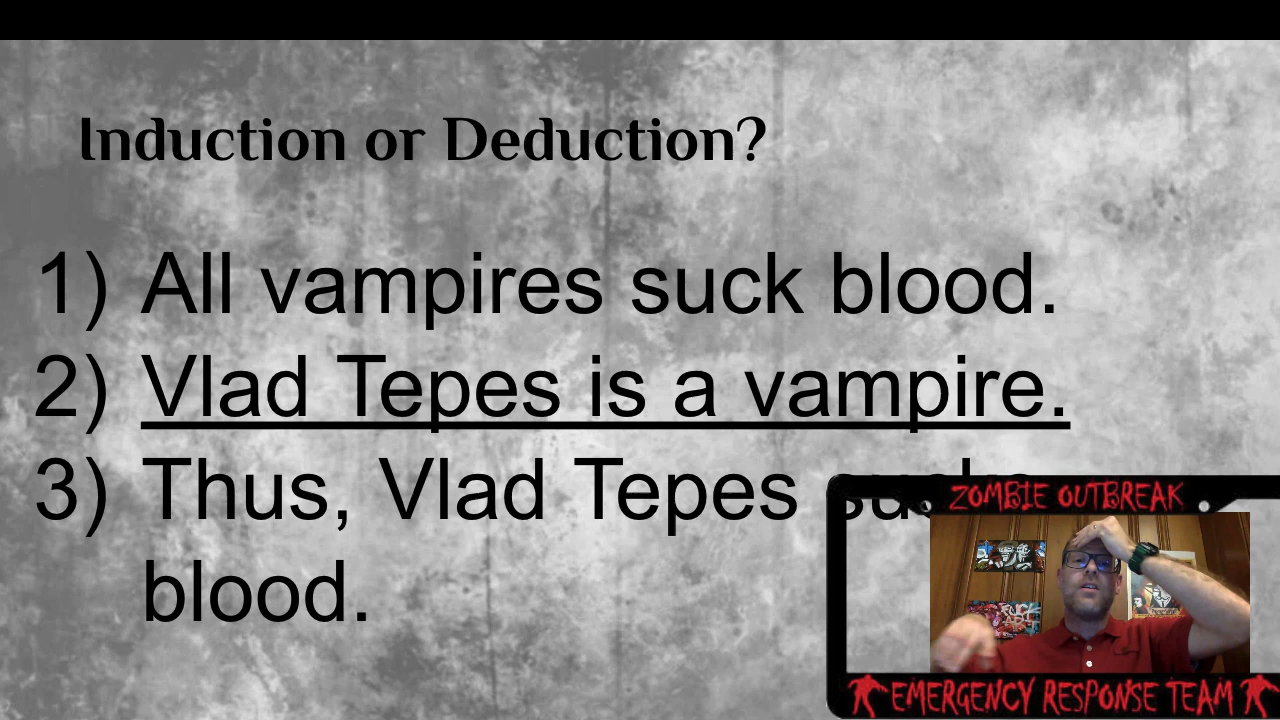 Induction or Deduction?
1) All vampires suck blood.
2) Vlad Tepes is a vampire.
3) Thus, Vlad Tepes sucks
blood.
ZOMBIE OUTBREAK
EMERGENCY RESPONSE TEAM